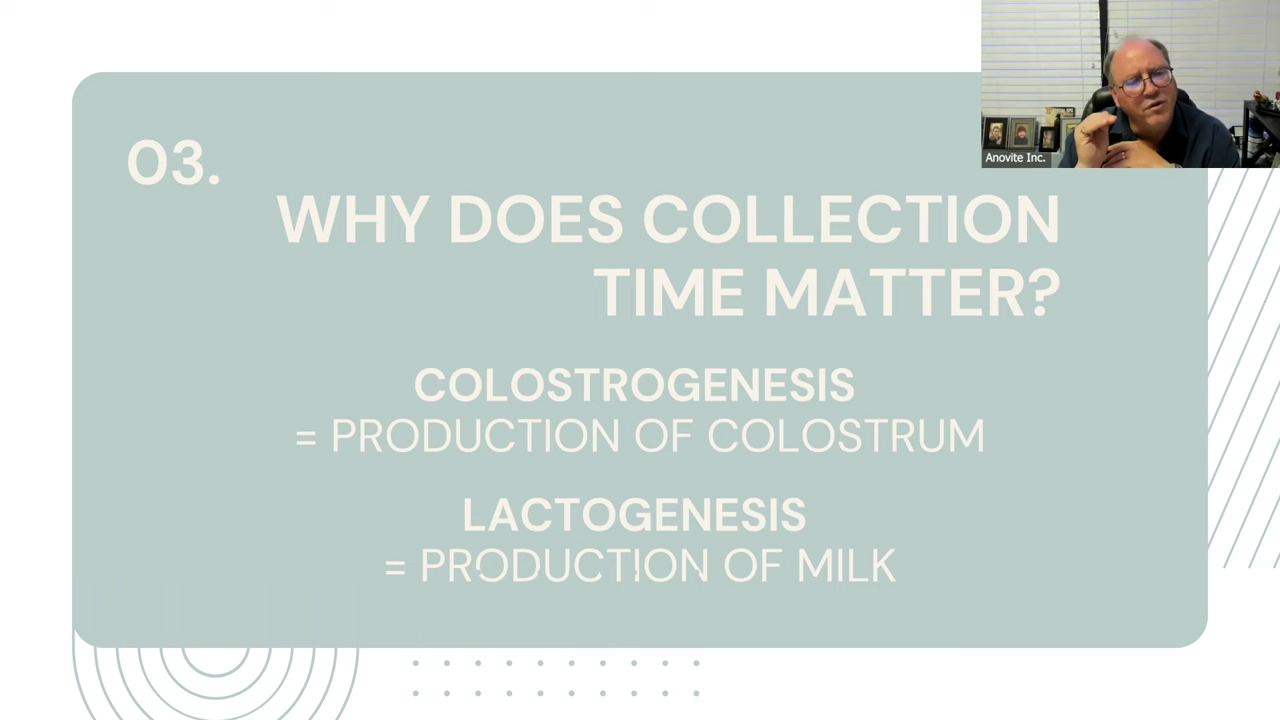 03.
WHY DOES COLLECTION
TIME MATTER?
COLOSTROGENESIS
= PRODUCTION OF COLOSTRUM
LACTOGENESIS
= PRODUCTION OF MILK
Anovite Inc.